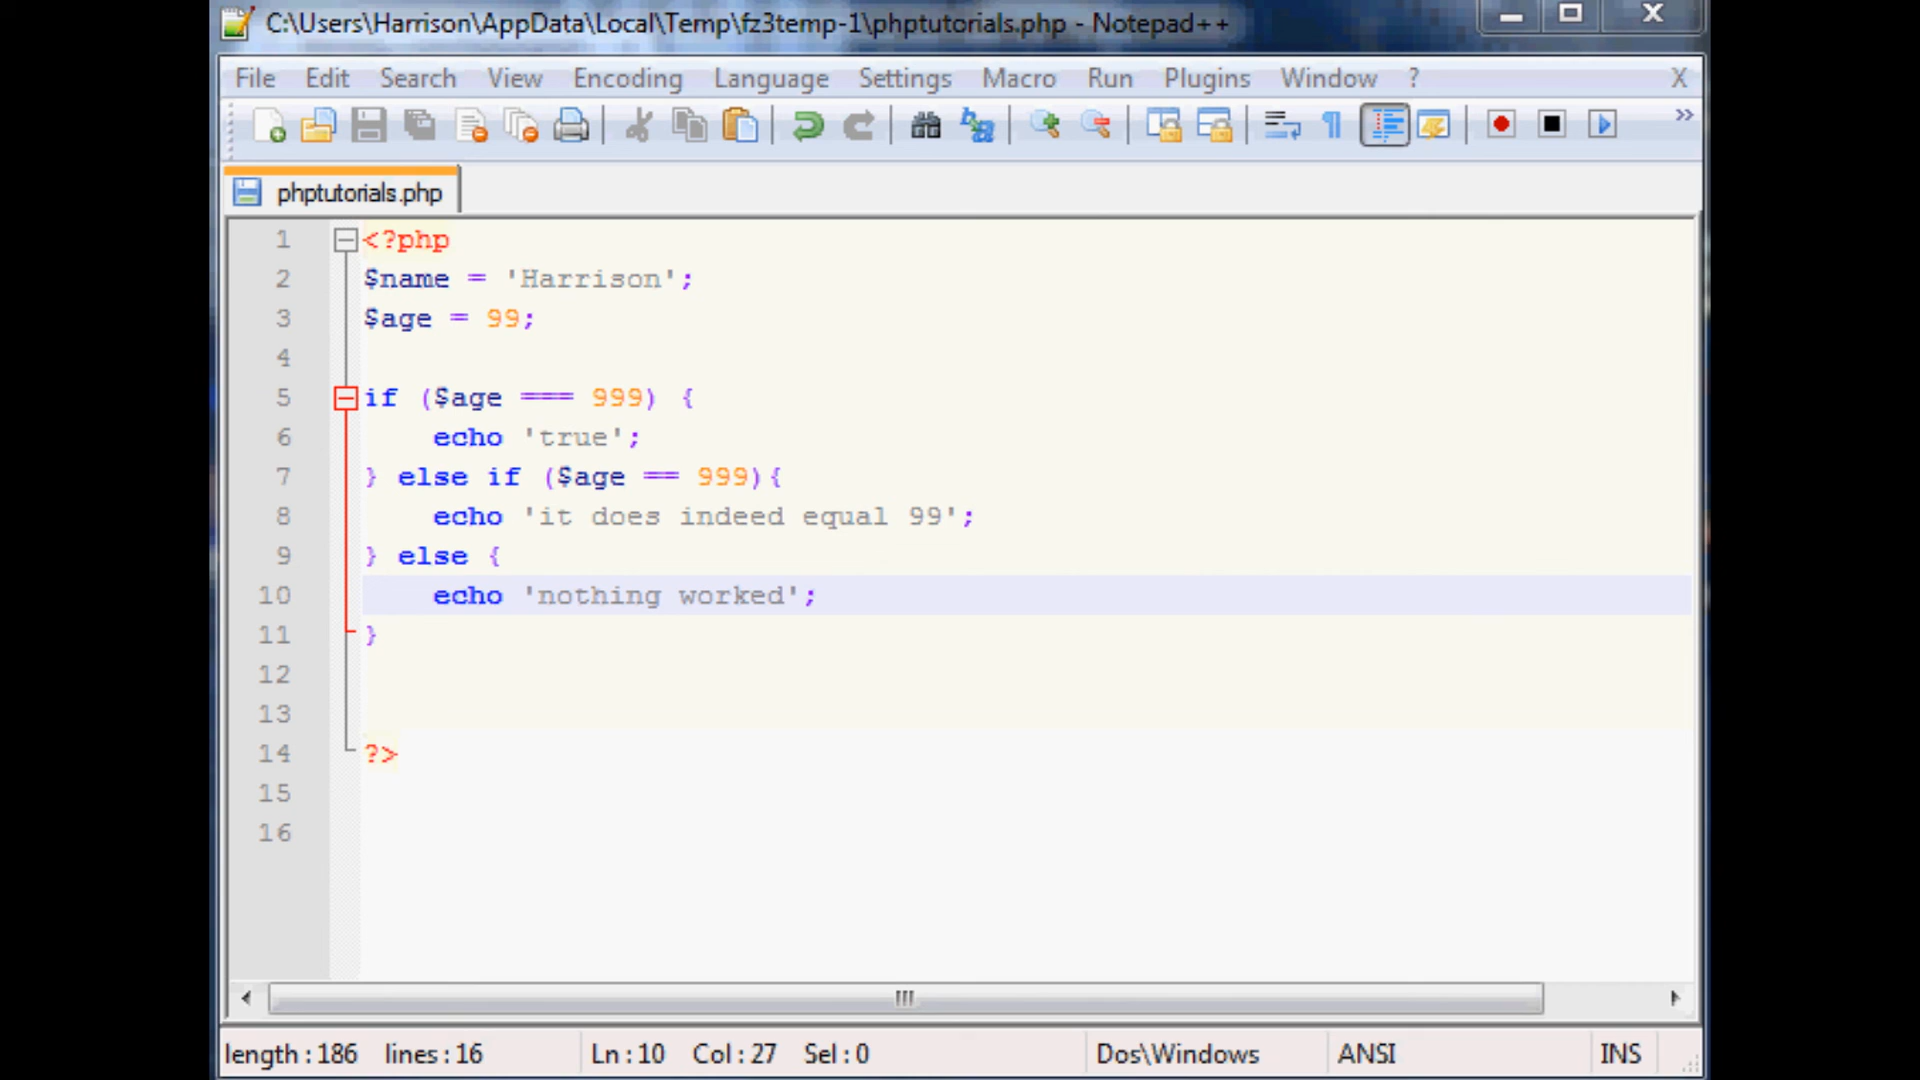 C:\Users\Harrison\AppData\Local\Temp\fz3temp-1\phptutorials.php - Notepad++
File Edit Search View Encoding Language Settings Macro Run Plugins Window ? X
phptutorials.php
1 <?php
2 $name = 'Harrison';
3 $age = 99;
4
5 if ($age === 999) {
6     echo 'true';
7 } else if ($age == 999){
8     echo 'it does indeed equal 99';
9 } else {
10     echo 'nothing worked';
11 }
12
13
14 ?>
15
16
length : 186 lines : 16 Ln : 10 Col : 27 Sel : 0 Dos\Windows ANSI INS